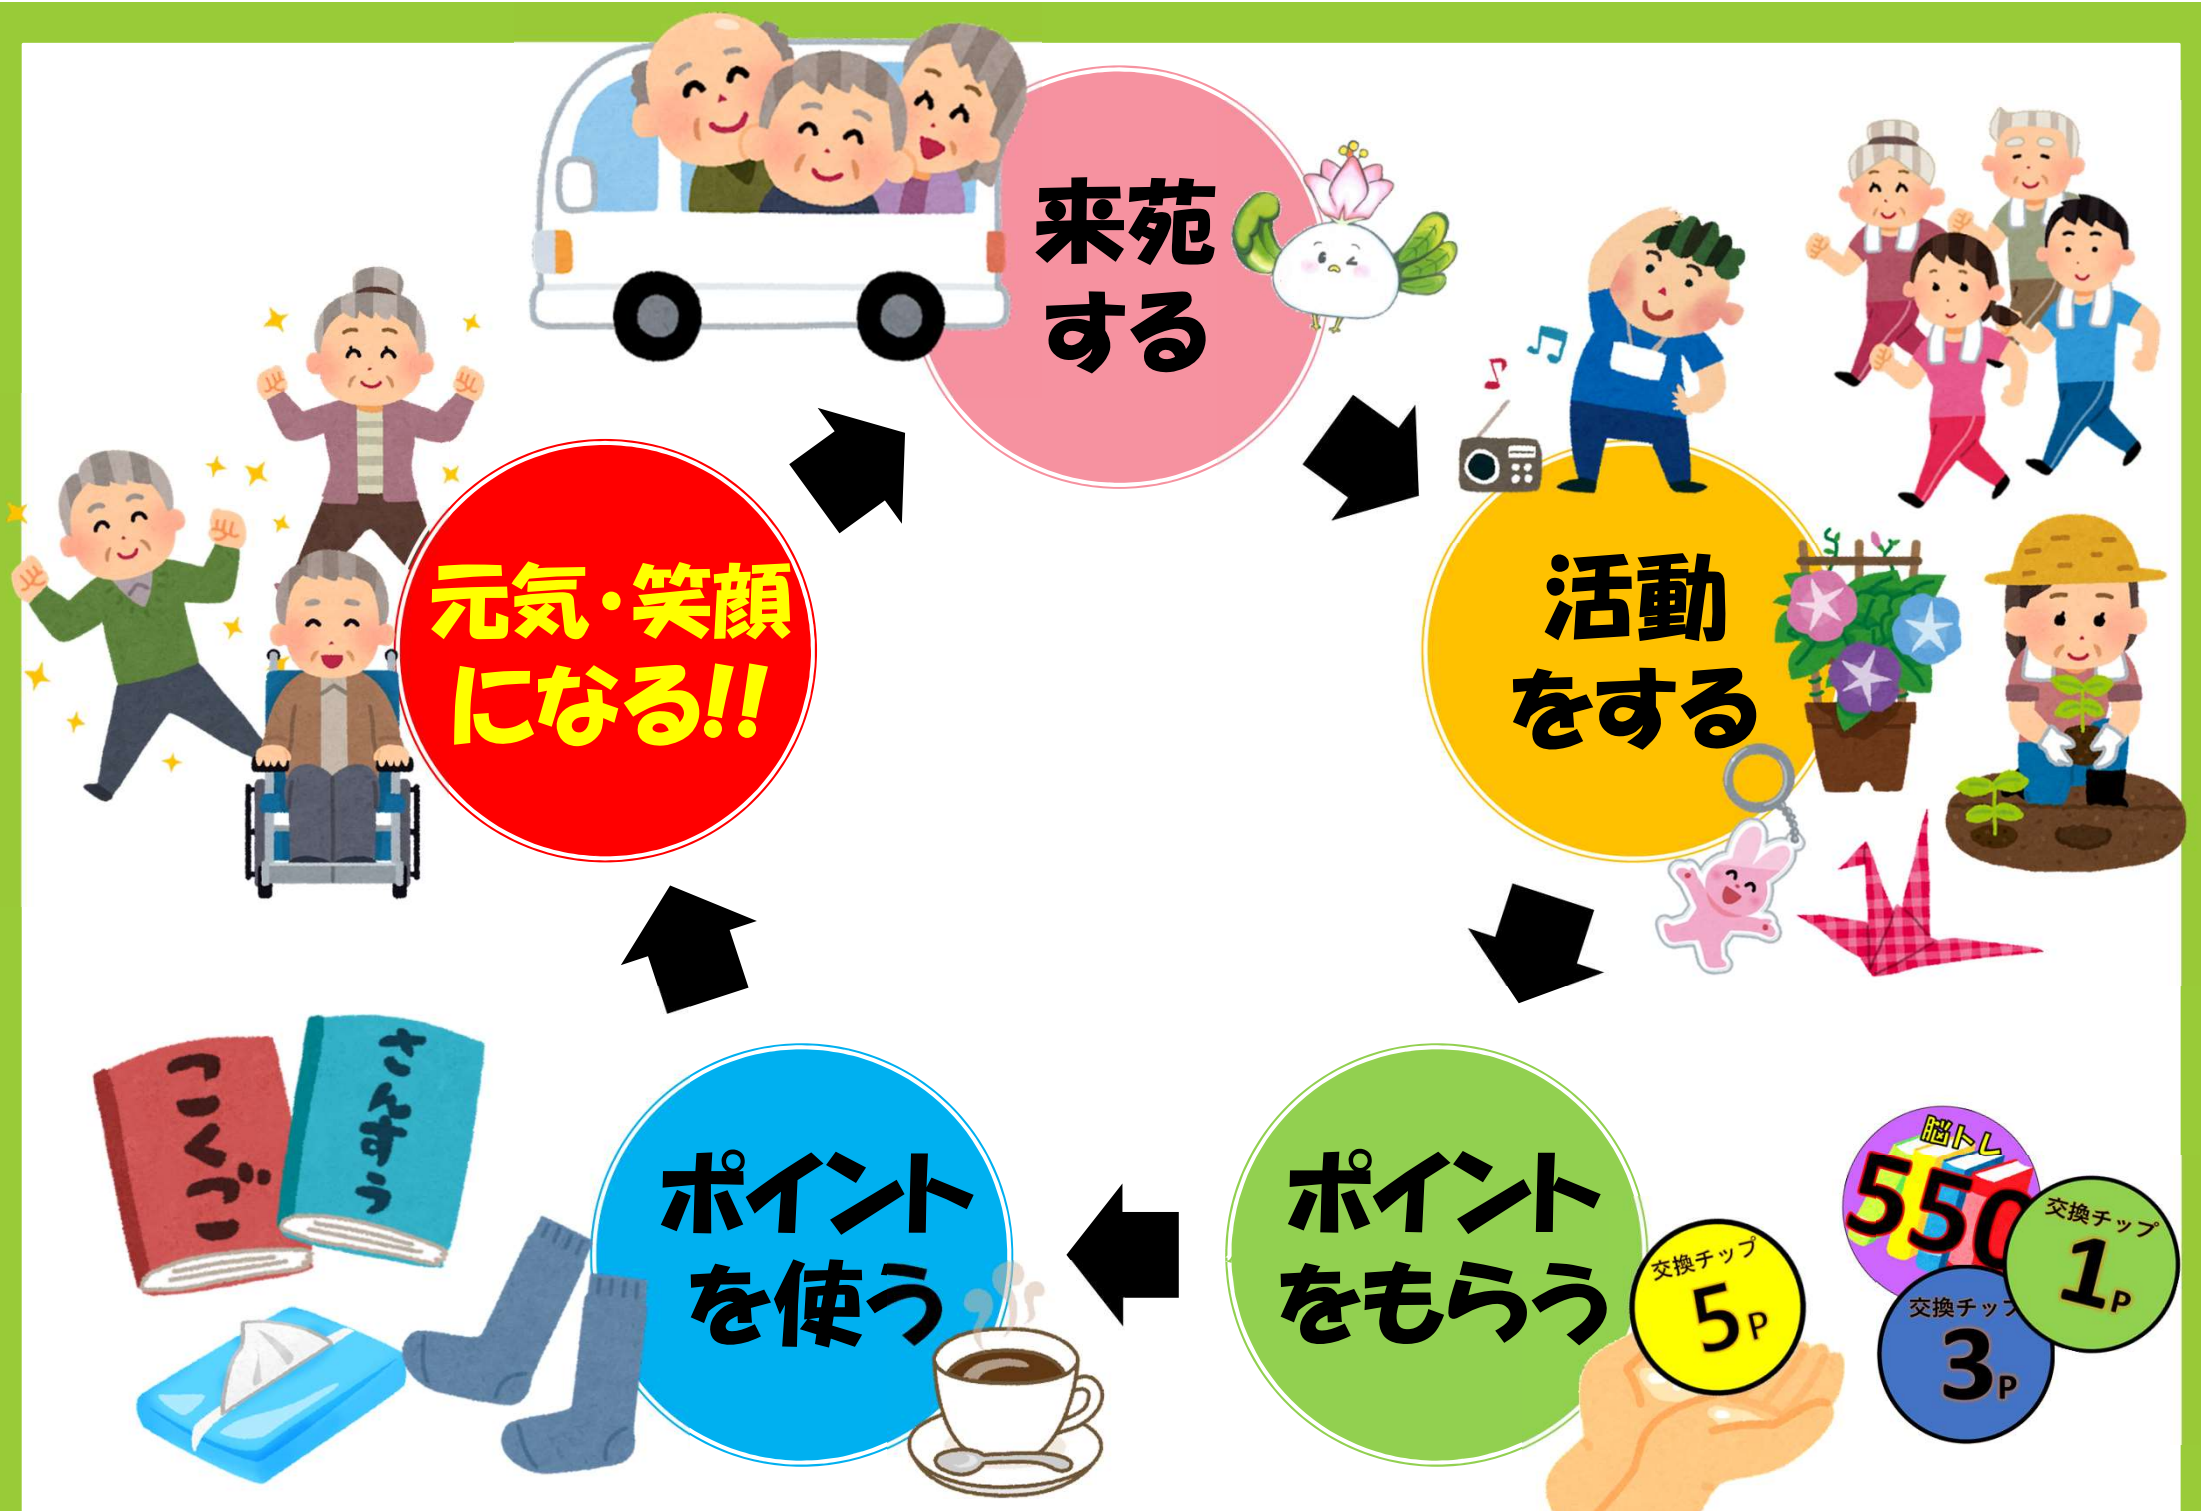 来苑
する
活動
をする
ポイント
をもらう
交換チップ
5P
脳トレ
550
交換チップ
1P
交換チップ
3P
ポイント
を使う
こくご
さんすう
元気・笑顔
になる!!